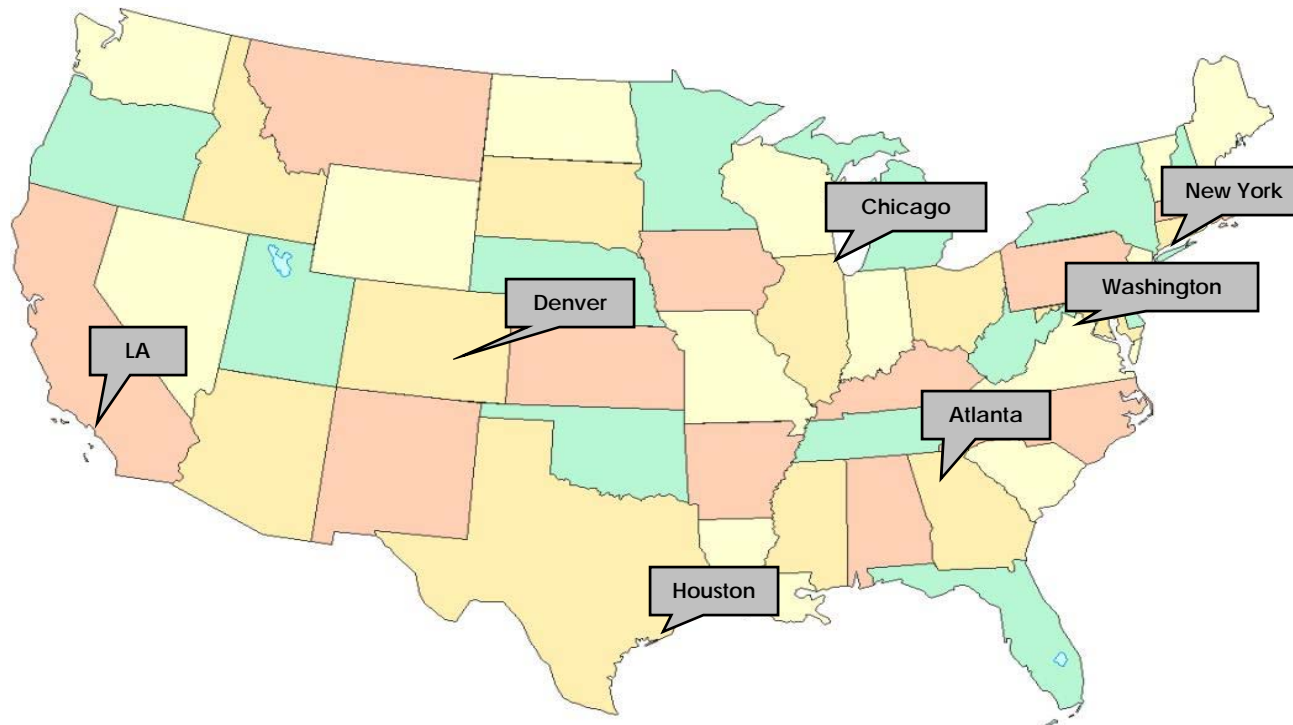 New York
Chicago
Washington
Denver
LA
Atlanta
Houston